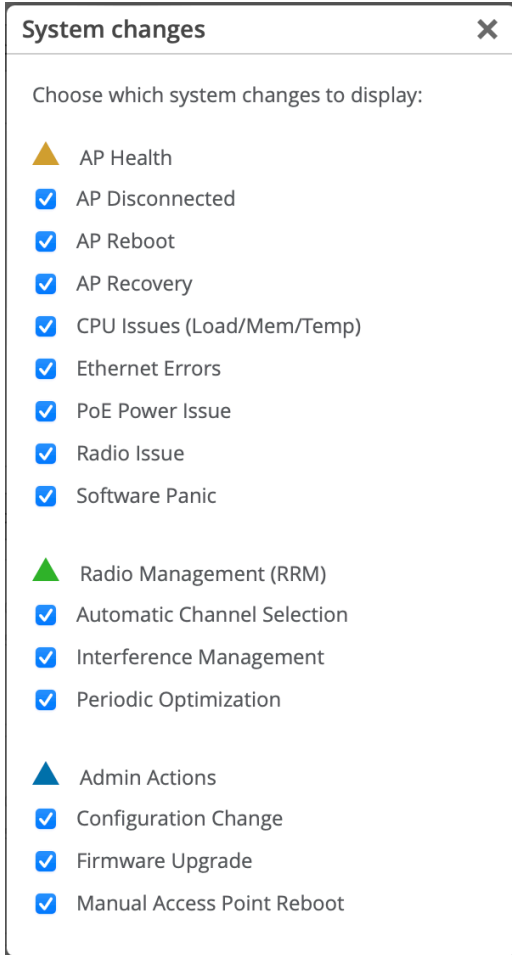 System changes
Choose which system changes to display:
AP Health
AP Disconnected
AP Reboot
AP Recovery
CPU Issues (Load/Mem/Temp)
Ethernet Errors
PoE Power Issue
Radio Issue
Software Panic
Radio Management (RRM)
Automatic Channel Selection
Interference Management
Periodic Optimization
Admin Actions
Configuration Change
Firmware Upgrade
Manual Access Point Reboot